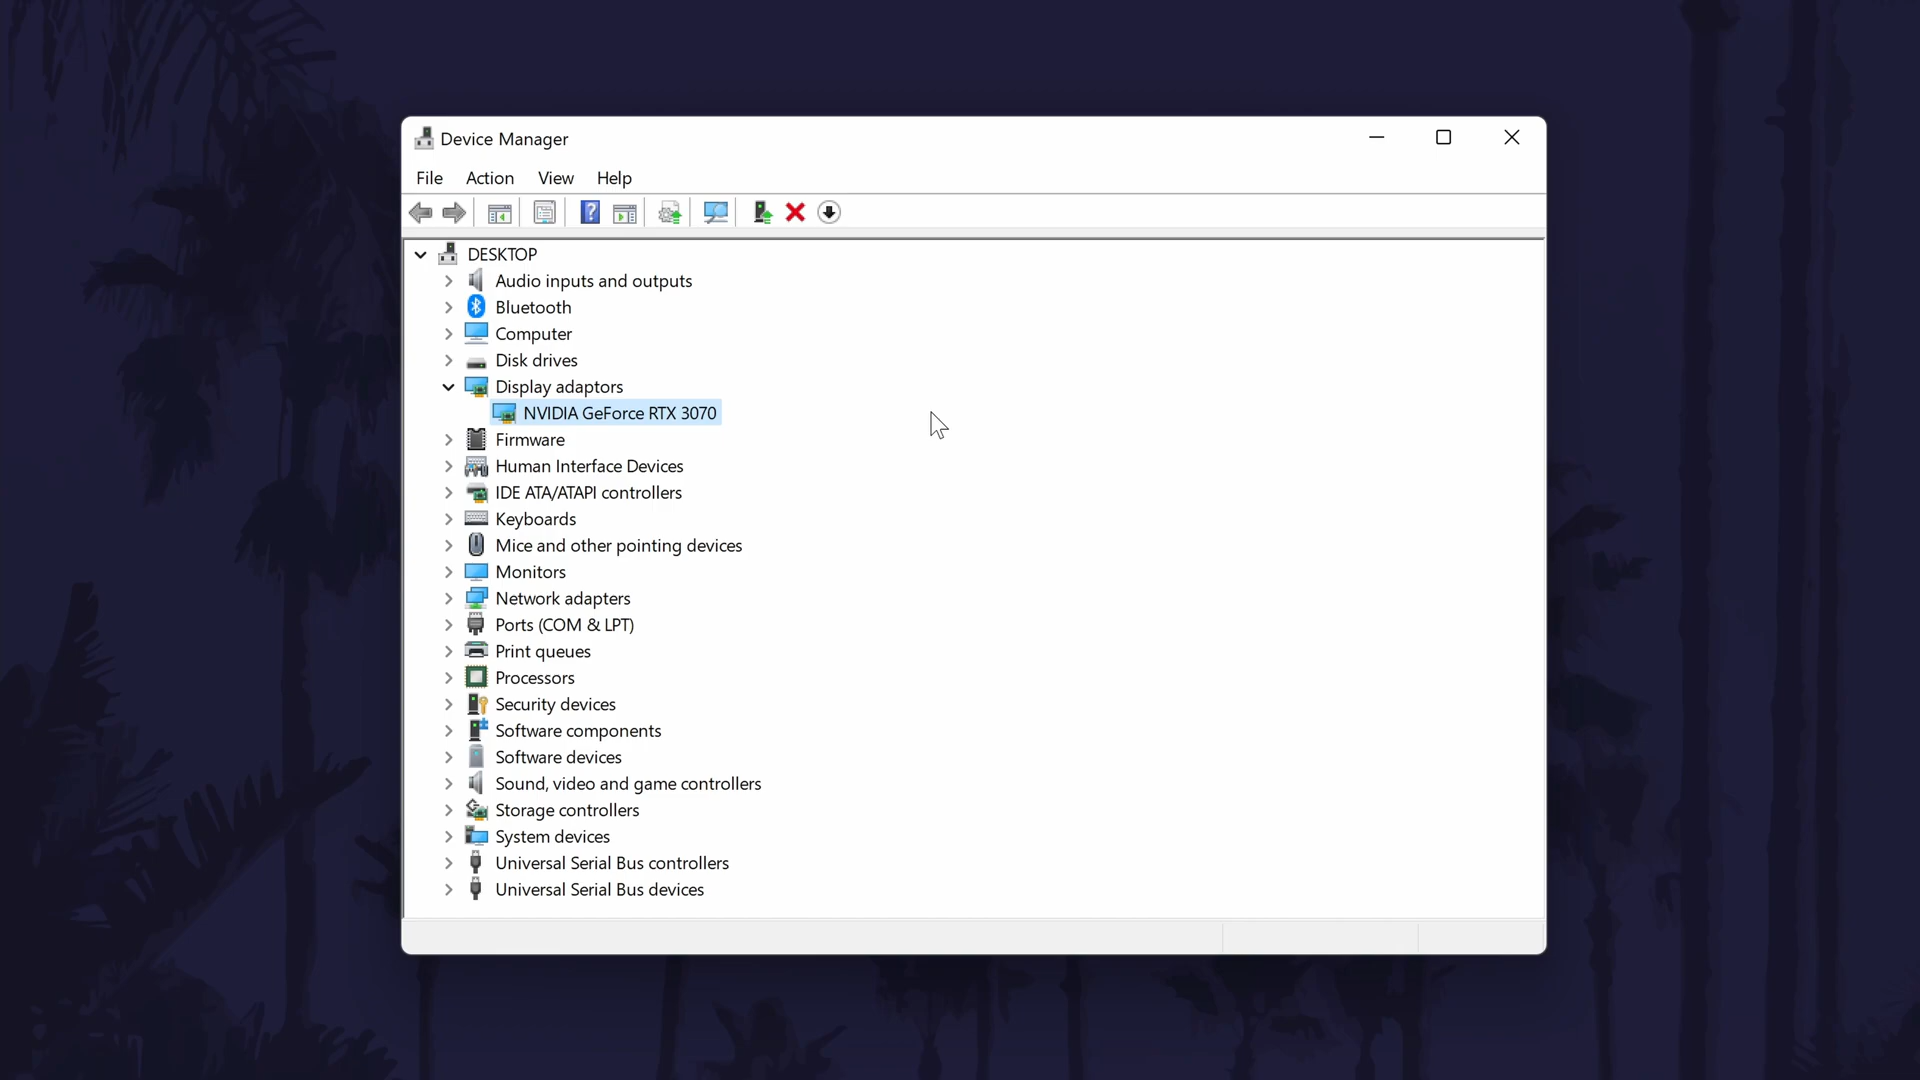 Device Manager
File Action View Help
DESKTOP
Audio inputs and outputs
Bluetooth
Computer
Disk drives
Display adaptors
NVIDIA GeForce RTX 3070
Firmware
Human Interface Devices
IDE ATA/ATAPI controllers
Keyboards
Mice and other pointing devices
Monitors
Network adapters
Ports (COM & LPT)
Print queues
Processors
Security devices
Software components
Software devices
Sound, video and game controllers
Storage controllers
System devices
Universal Serial Bus controllers
Universal Serial Bus devices